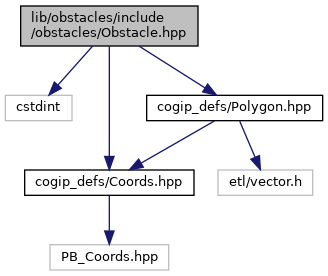 lib/obstacles/include
/obstacles/Obstacle.hpp
cstdint
cogip_defs/Polygon.hpp
cogip_defs/Coords.hpp
etl/vector.h
PB_Coords.hpp